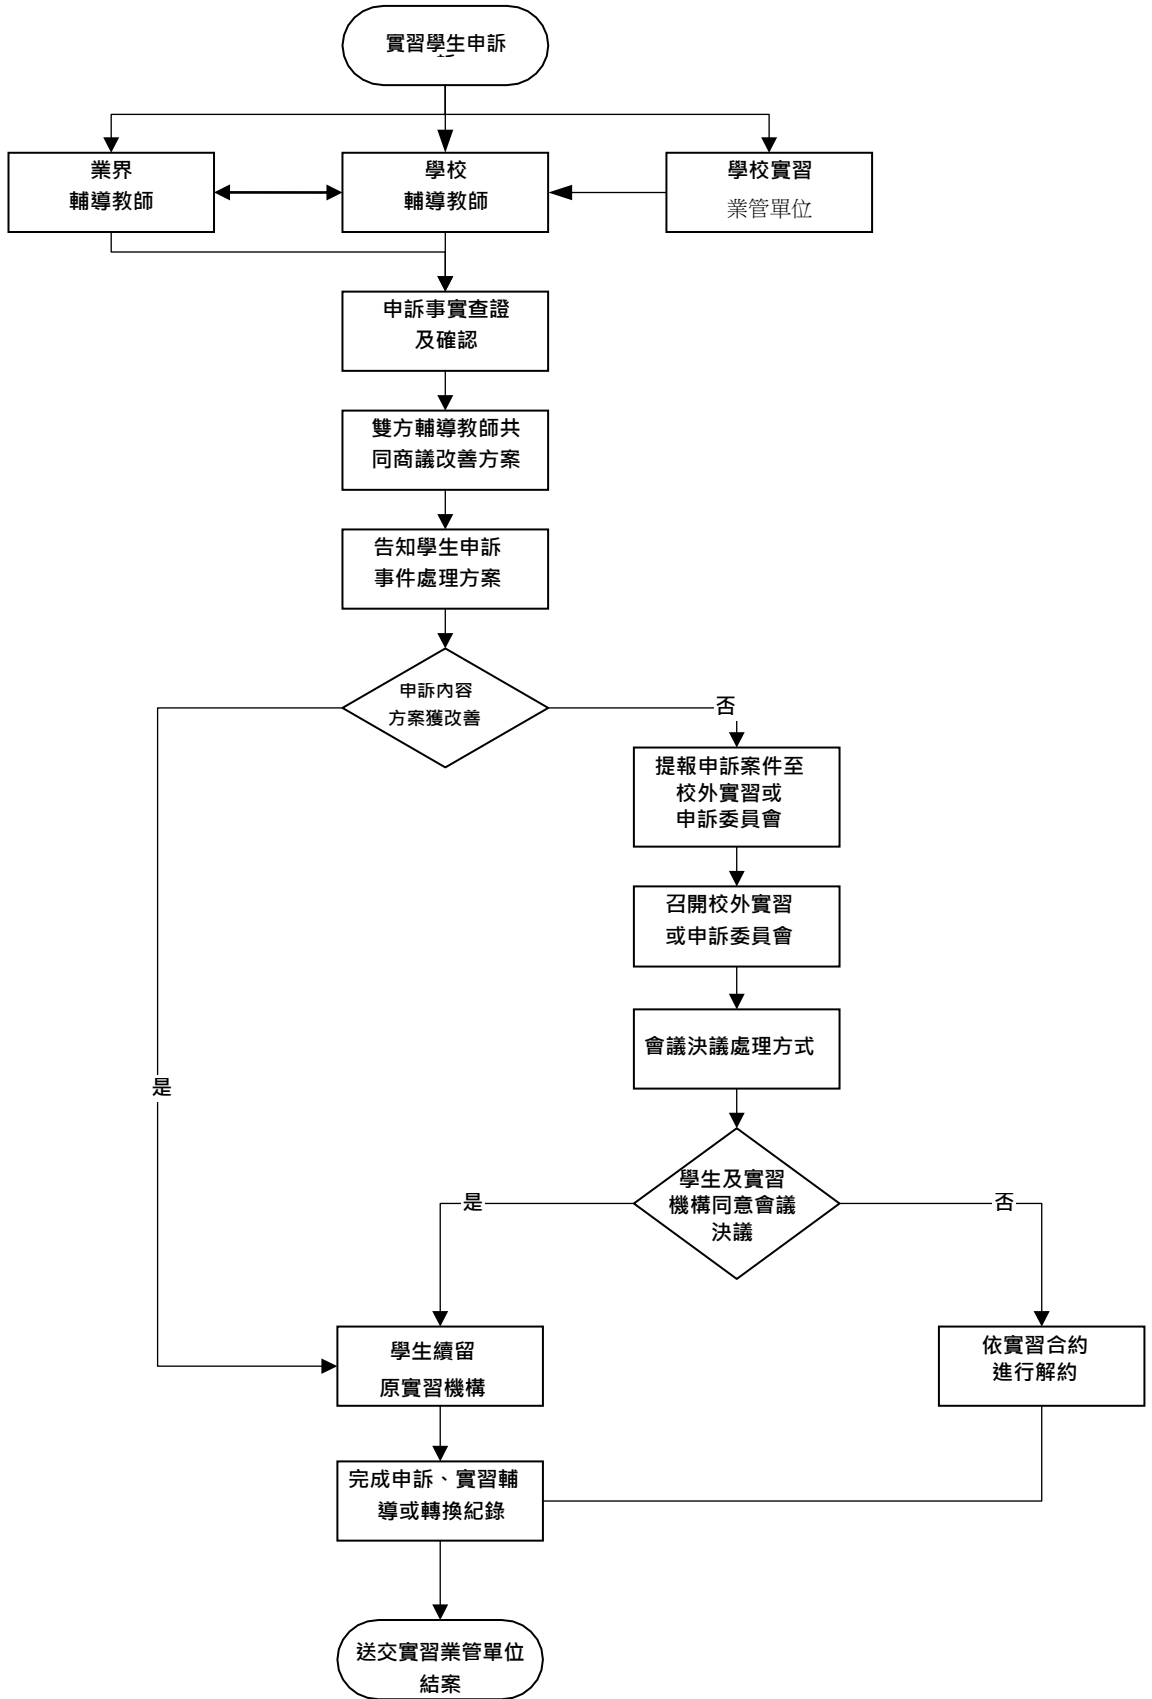 實習學生申訴
業界
輔導教師
學校
輔導教師
學校實習
業管單位
申訴事實查證
及確認
雙方輔導教師共
同商議改善方案
告知學生申訴
事件處理方案
申訴內容
方案獲改善
否
提報申訴案件至
校外實習或
申訴委員會
召開校外實習
或申訴委員會
會議決議處理方式
是
學生及實習
機構同意會議
決議
是
否
學生續留
原實習機構
依實習合約
進行解約
完成申訴、實習輔
導或轉換紀錄
送交實習業管單位
結案